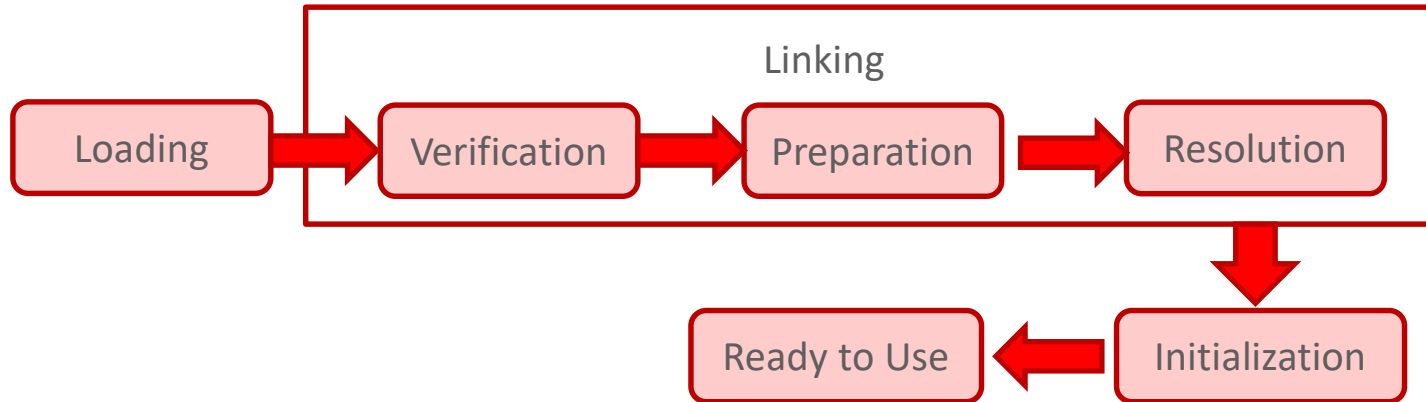 Linking
Loading
Verification
Preparation
Resolution
Ready to Use
Initialization